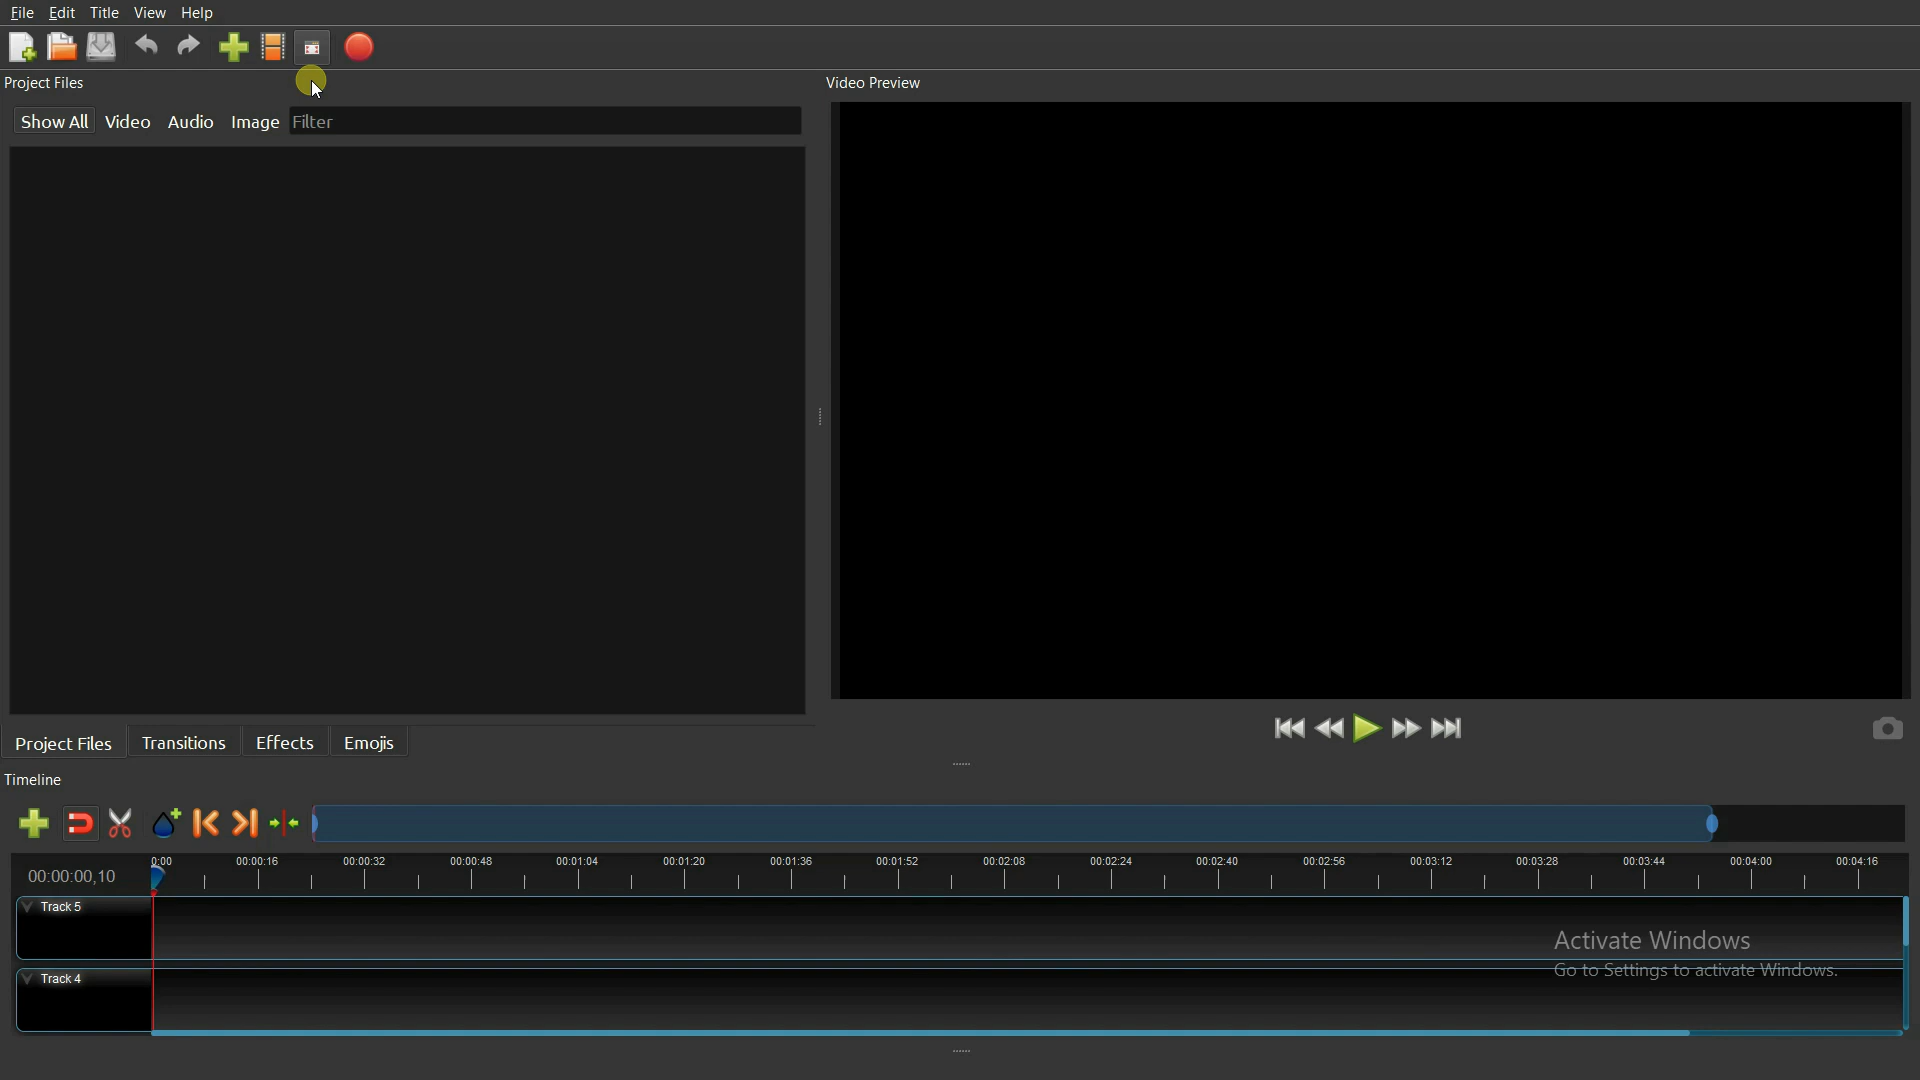 File Edit Title View Help
Project Files
Video Preview
Show All Video Audio Image Filter
Project Files Transitions Effects Emojis
Timeline
00:00:00,10
0:00 00:00:16 00:00:32 00:00:48 00:01:04 00:01:20 00:01:36 00:01:52 00:02:08 00:02:24 00:02:40 00:02:56 00:03:12 00:03:28 00:03:44 00:04:00 00:04:16
Track 5
Activate Windows
Go to Settings to activate Windows.
Track 4